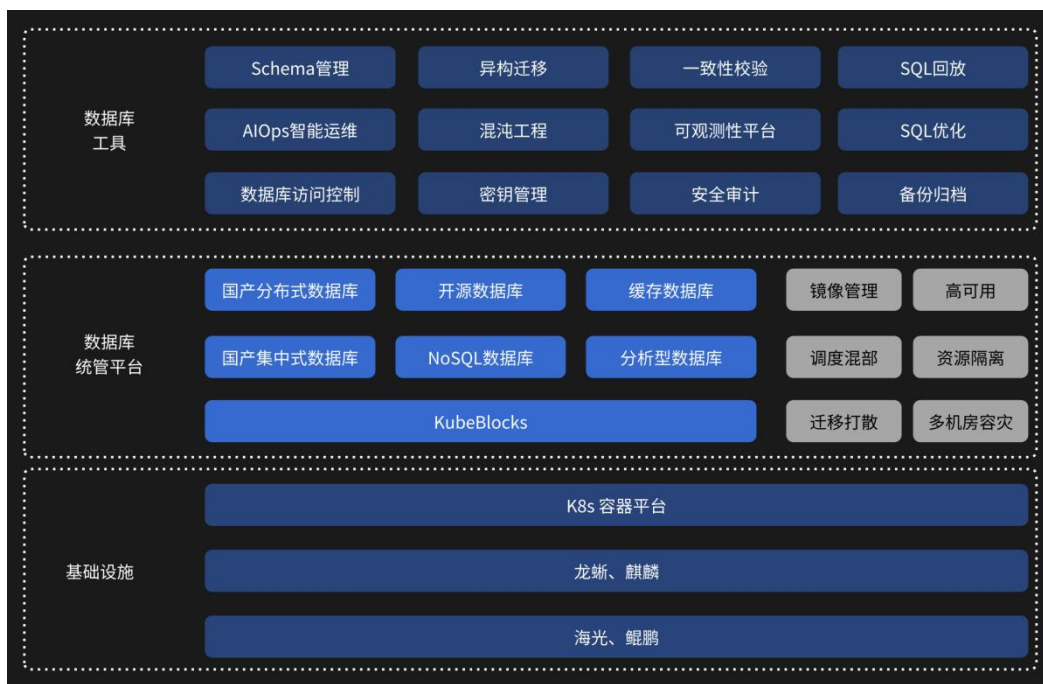 Schema管理
异构迁移
一致性校验
SQL回放
数据库
工具
AIOps智能运维
混沌工程
可观测性平台
SQL优化
数据库访问控制
密钥管理
安全审计
备份归档
国产分布式数据库
开源数据库
缓存数据库
镜像管理
高可用
数据库
统管平台
国产集中式数据库
NoSQL数据库
分析型数据库
调度混部
资源隔离
KubeBlocks
迁移打散
多机房容灾
K8s 容器平台
基础设施
龙蜥、麒麟
海光、鲲鹏